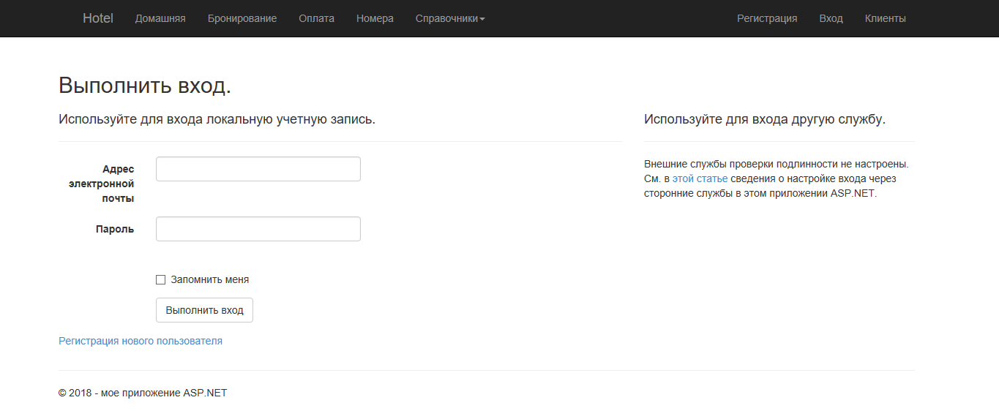 Hotel Домашняя Бронирование Оплата Номера Справочники Регистрация Вход Клиенты
Выполнить вход.
Используйте для входа локальную учетную запись.
Адрес
электронной
почты
Пароль
Запомнить меня
Выполнить вход
Регистрация нового пользователя
Используйте для входа другую службу.
Внешние службы проверки подлинности не настроены.
См. в этой статье сведения о настройке входа через
сторонние службы в этом приложении ASP.NET.
© 2018 - мое приложение ASP.NET